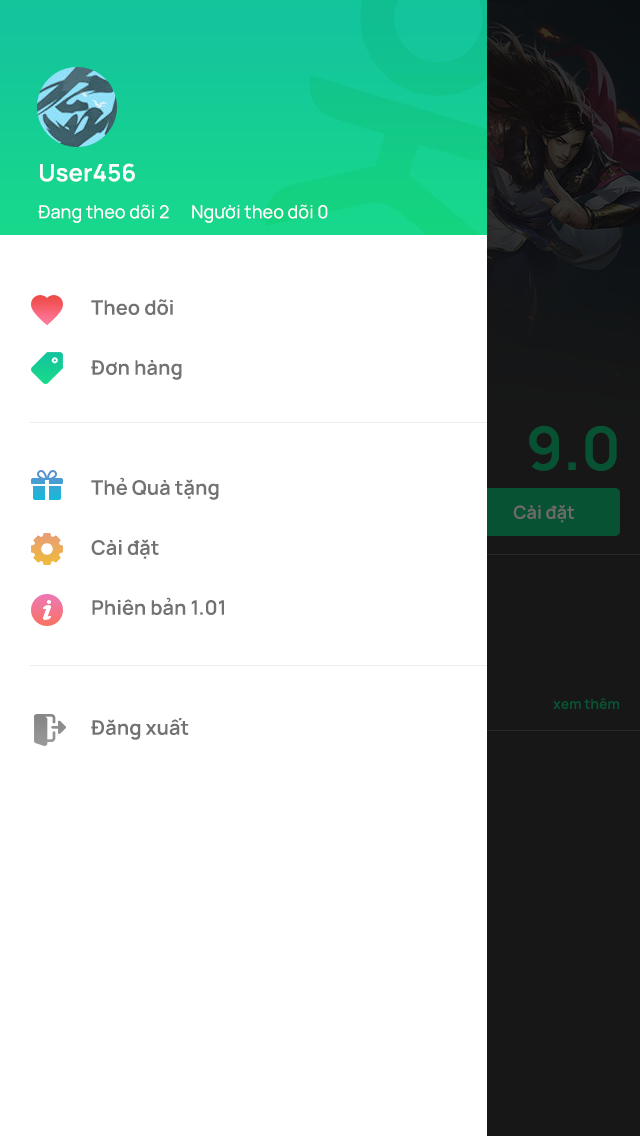 User456
Đang theo dõi 2 Người theo dõi 0
Theo dõi
Đơn hàng
9.0
Thẻ Quà tặng
Cài đặt
Cài đặt
Phiên bản 1.01
xem thêm
Đăng xuất